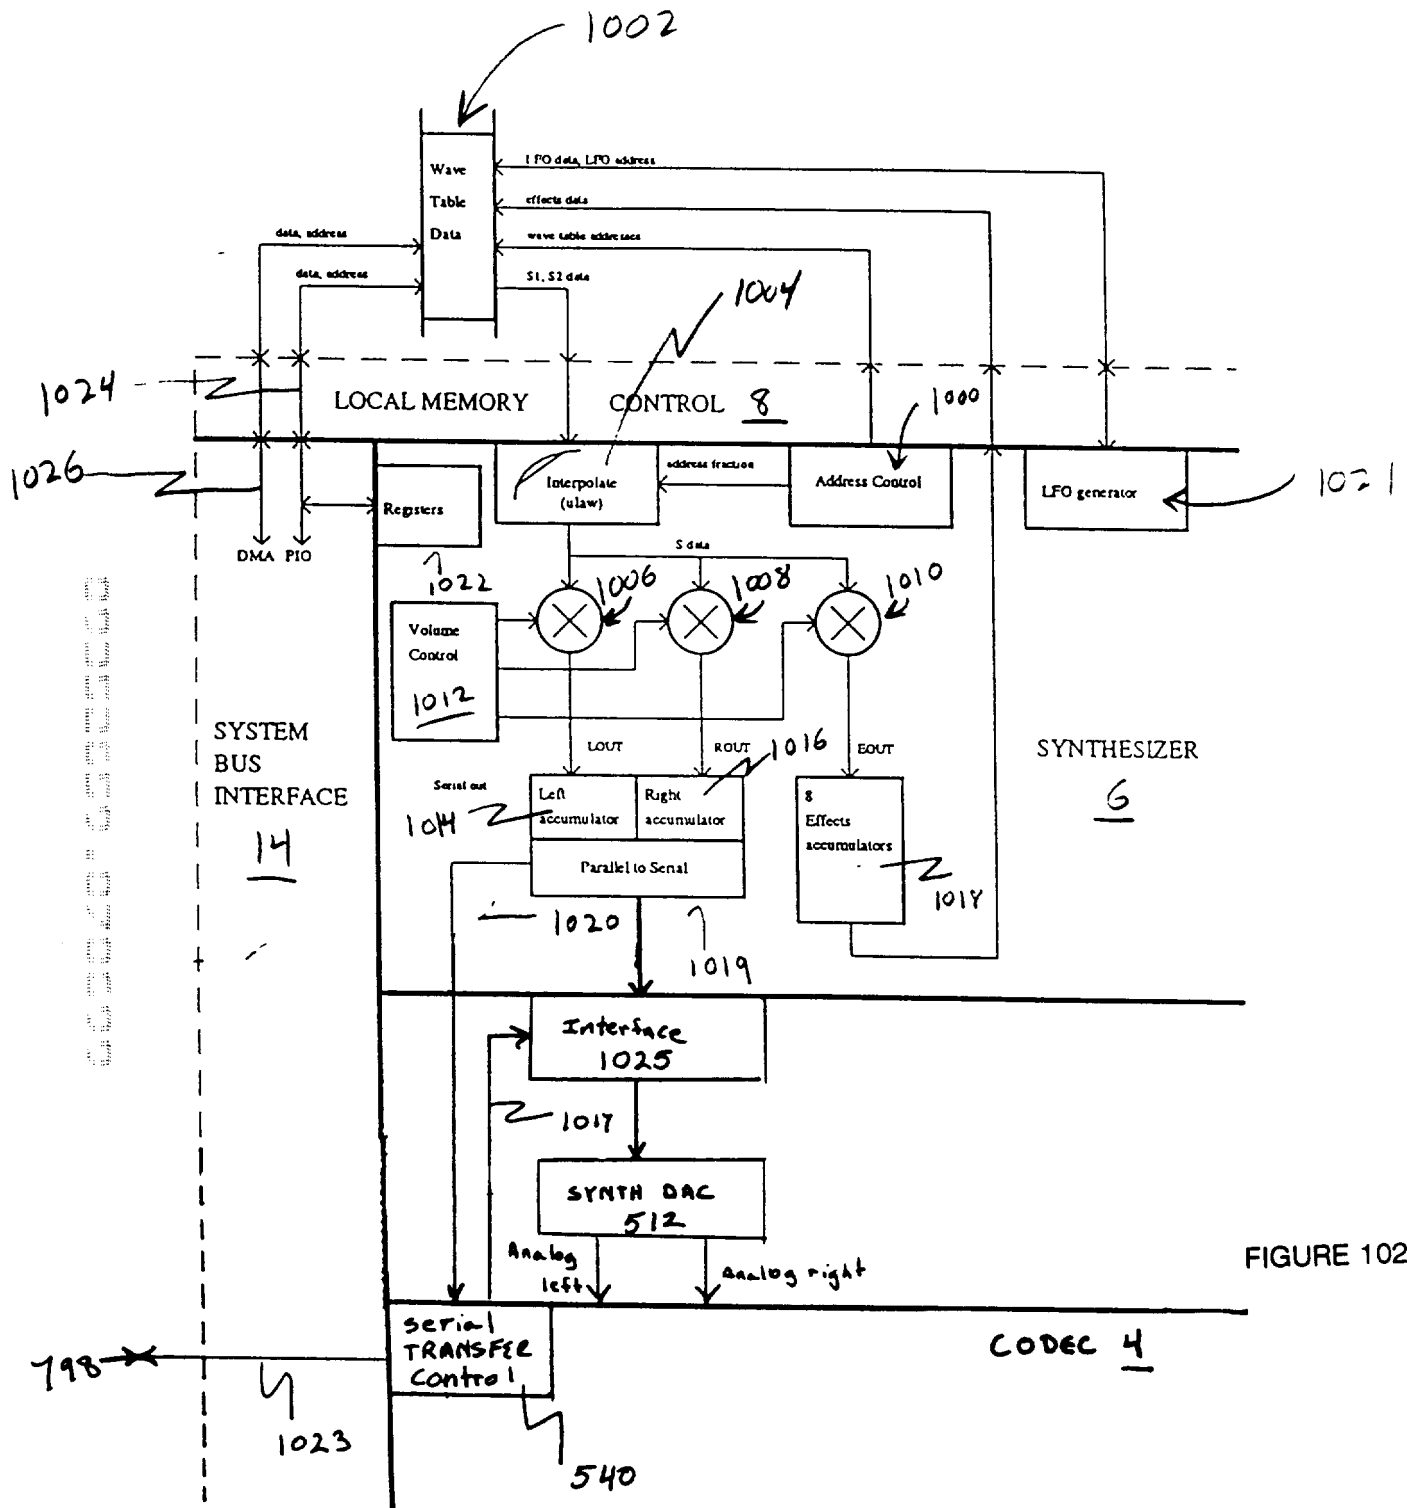 1002
Wave
Table
Data
LFO data, LFO address
effects data
wave table addresses
S1, S2 data
data, address
data, address
1004
1024
LOCAL MEMORY CONTROL 8
1000
1026
Interpolate
(ulaw)
address fraction
Address Control
LFO generator
1021
Registers
DMA PIO
1022
S data
1006
1008
1010
Volume
Control
1012
SYSTEM
BUS
INTERFACE
14
LOUT
ROUT
1016
EOUT
SYNTHESIZER
6
Serial out
1014
Left
accumulator
Right
accumulator
8
Effects
accumulators
Parallel to Serial
1018
1020
1019
Interface
1025
1017
SYNTH DAC
512
Analog
left
Analog right
FIGURE 102
serial
TRANSFER
Control
CODEC 4
798
1023
540